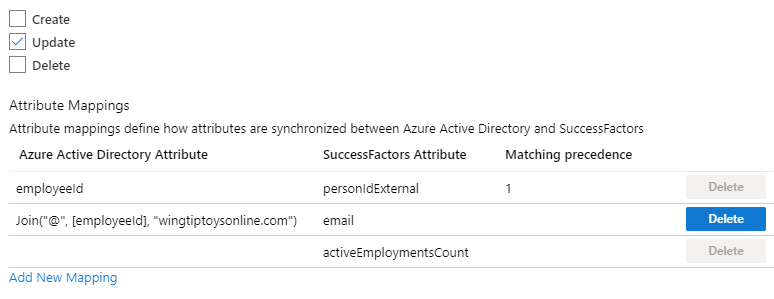 Create
Update
Delete
Attribute Mappings
Attribute mappings define how attributes are synchronized between Azure Active Directory and SuccessFactors
Azure Active Directory Attribute SuccessFactors Attribute Matching precedence
employeeId personIdExternal 1 Delete
Join("@", [employeeId], "wingtiptoysonline.com") email Delete
activeEmploymentsCount Delete
Add New Mapping